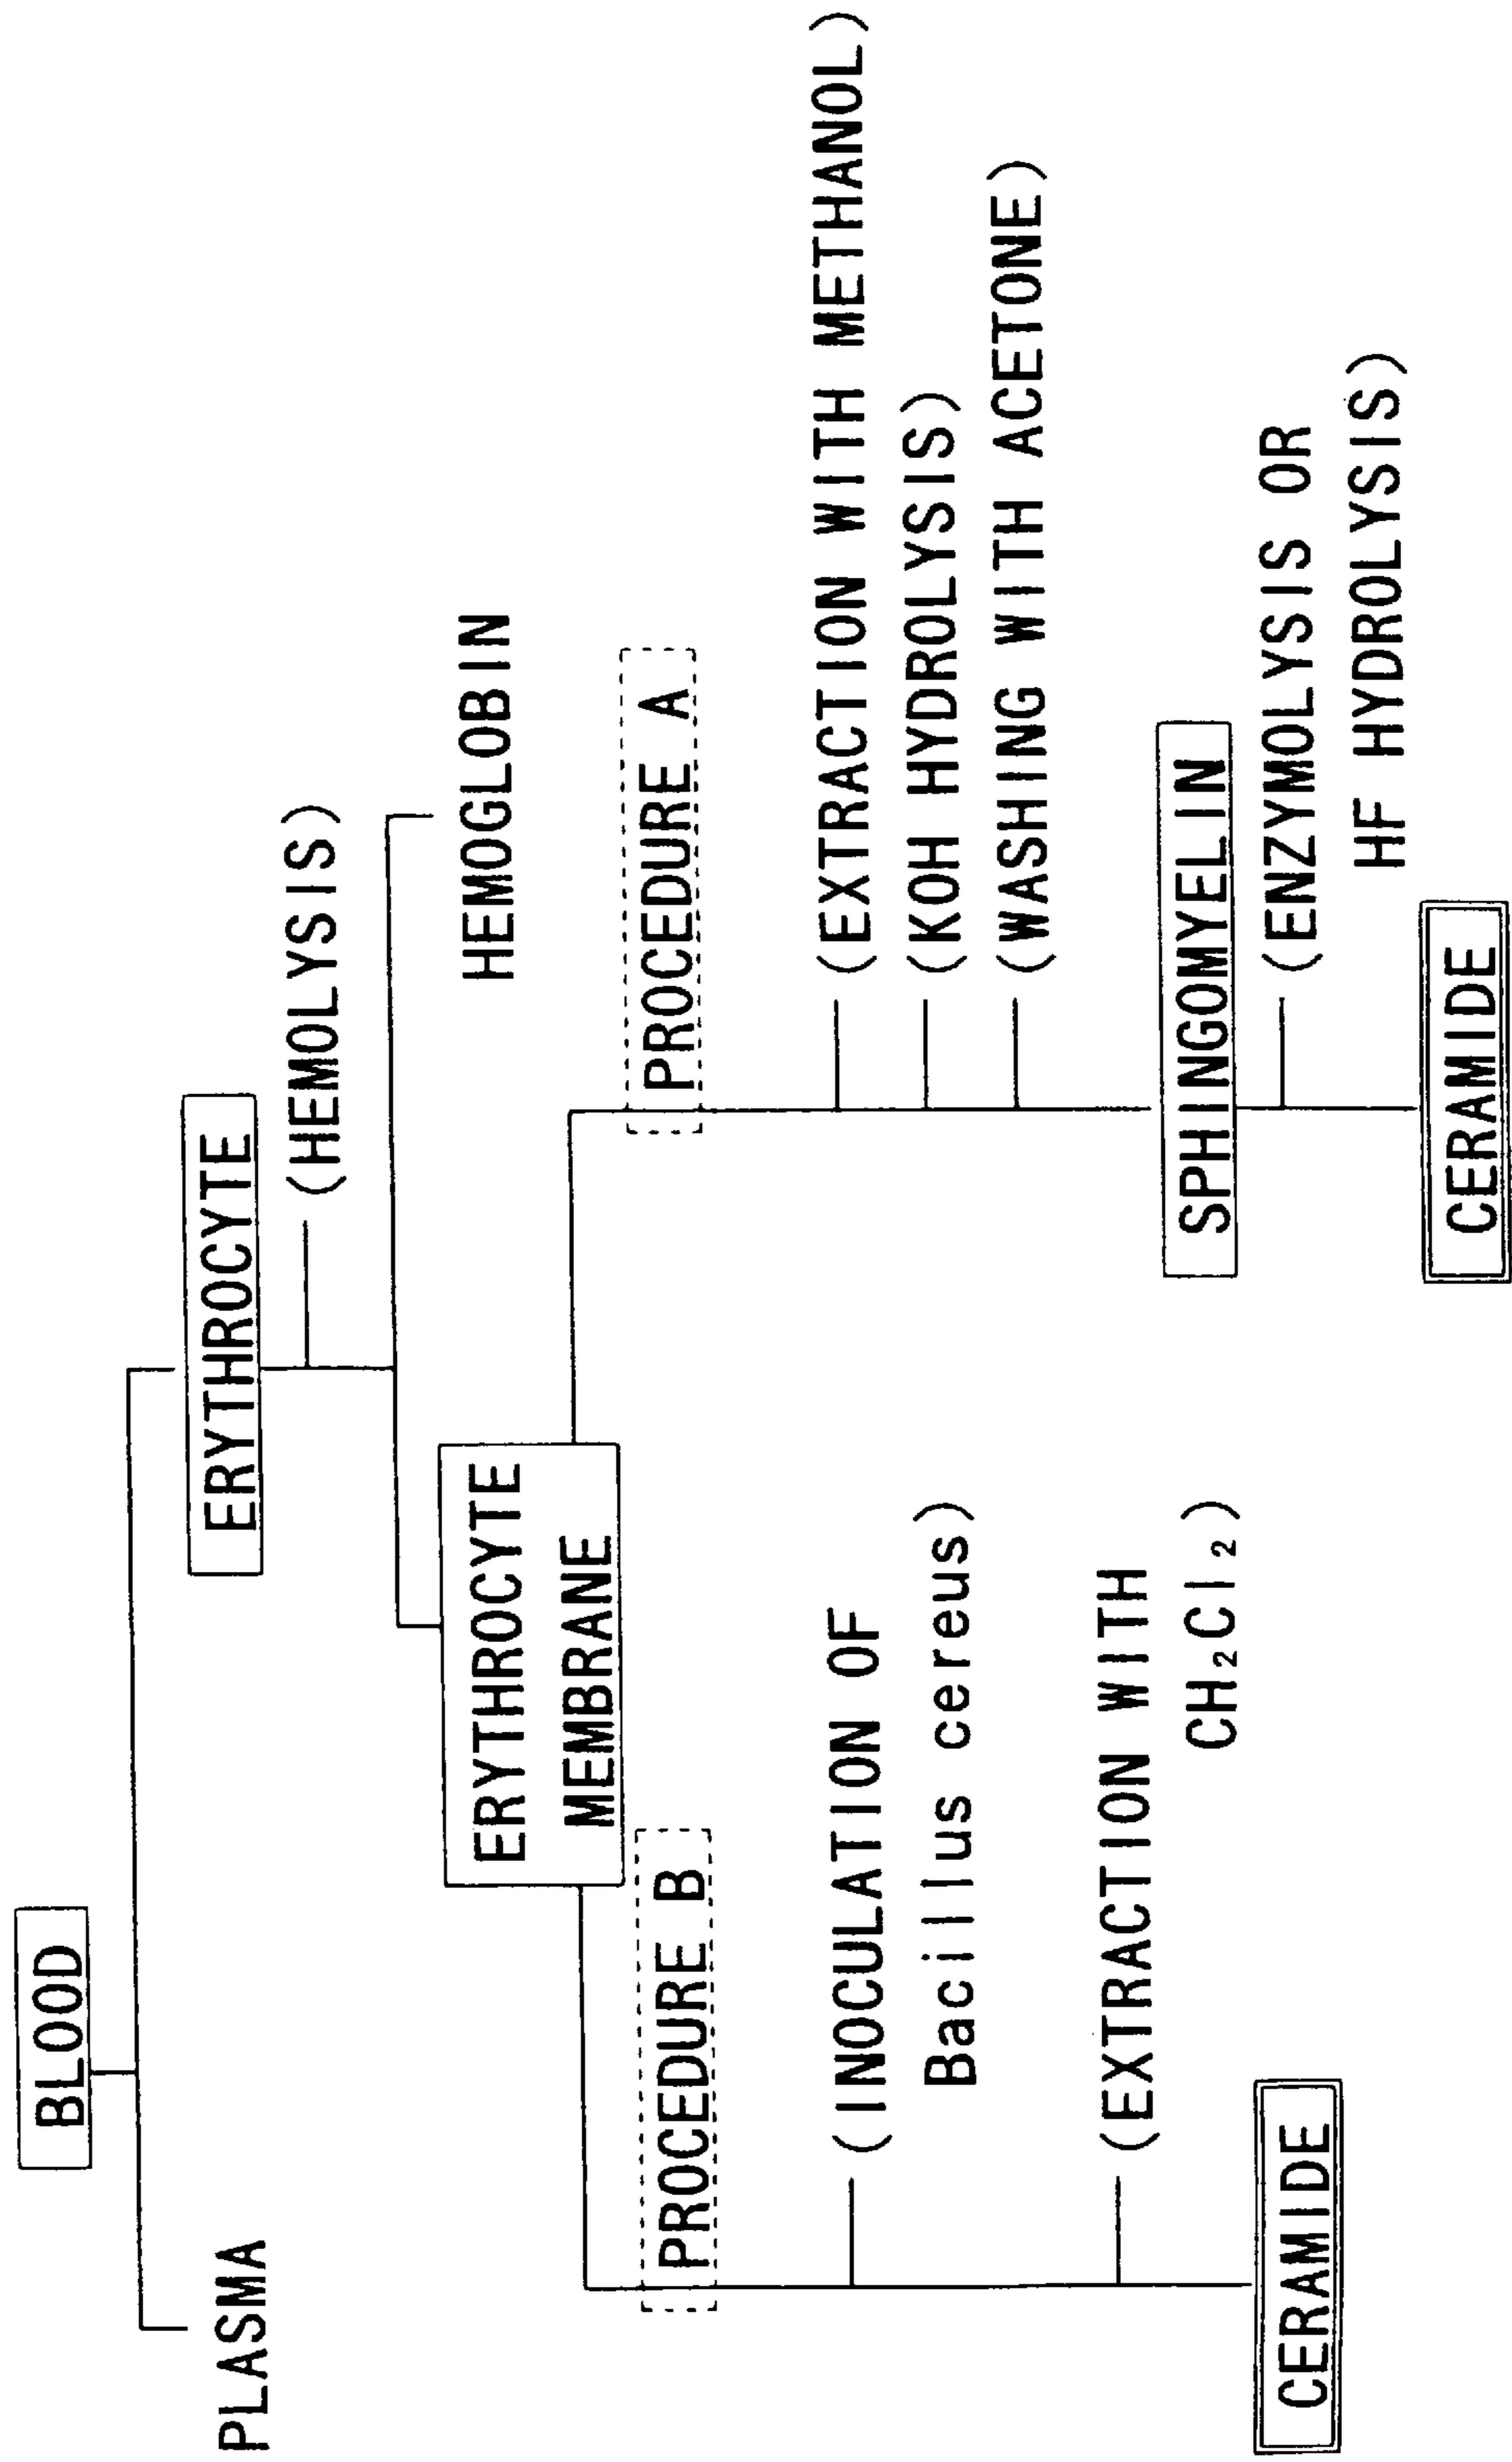 BLOOD
PLASMA
ERYTHROCYTE
(HEMOLYSIS)
ERYTHROCYTE
MEMBRANE
HEMOGLOBIN
PROCEDURE B
(INOCULATION OF
Bacillus cereus)
(EXTRACTION WITH
CH₂Cl₂)
CERAMIDE
PROCEDURE A
(EXTRACTION WITH METHANOL)
(KOH HYDROLYSIS)
(WASHING WITH ACETONE)
SPHINGOMYELIN
(ENZYMOLYSIS OR
HF HYDROLYSIS)
CERAMIDE